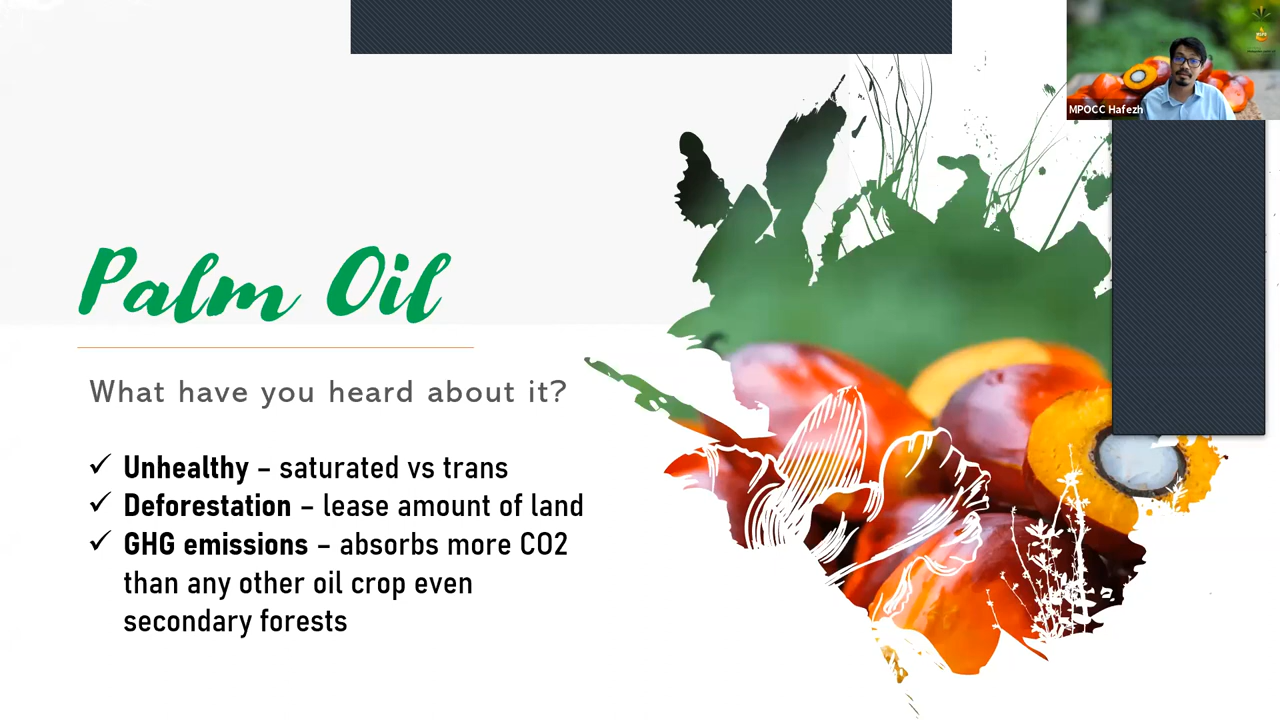 MPOCC Hafezh
Palm Oil
What have you heard about it?
✓ Unhealthy – saturated vs trans
✓ Deforestation – lease amount of land
✓ GHG emissions – absorbs more CO2
than any other oil crop even
secondary forests